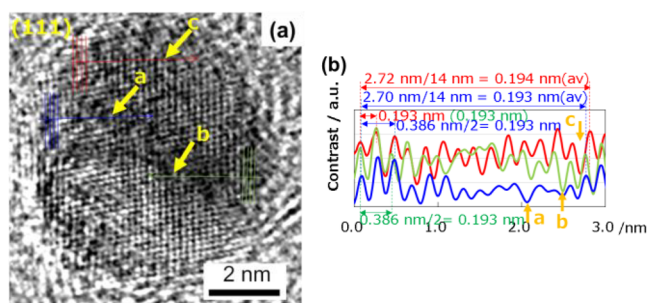 (111)
(a)
c
a
b
2 nm
(b)
2.72 nm/14 nm = 0.194 nm(av)
2.70 nm/14 nm = 0.193 nm(av)
0.193 nm (0.193 nm)
0.386 nm/2= 0.193 nm
c
Contrast / a.u.
a
b
0.386 nm/2= 0.193 nm
0.0 1.0 2.0 3.0 /nm